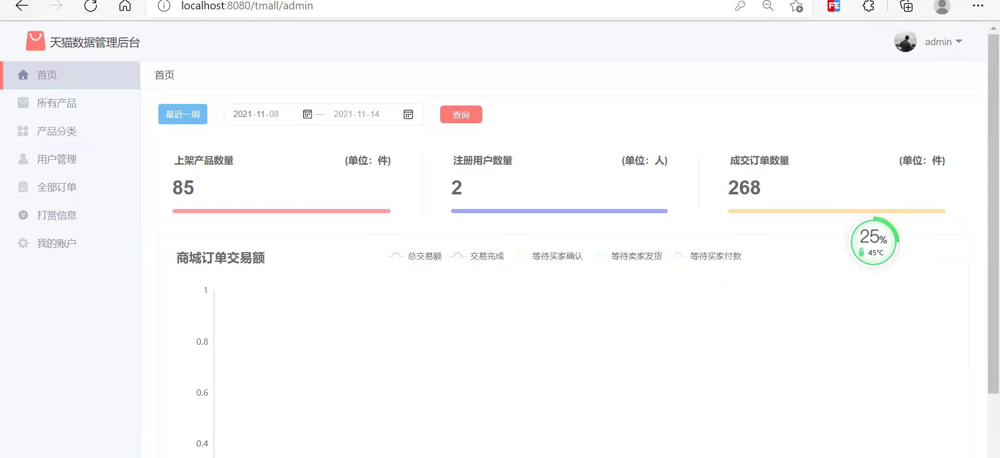 localhost:8080/tmall/admin
天猫数据管理后台
admin
首页
所有产品
产品分类
用户管理
全部订单
打赏信息
我的账户
首页
最近一周 2021-11-08 — 2021-11-14 查询
上架产品数量 (单位：件) 注册用户数量 (单位：人) 成交订单数量 (单位：件)
85 2 268
25%
45°C
商城订单交易额 总交易额 交易完成 等待买家确认 等待卖家发货 等待买家付款
1
0.8
0.6
0.4
FE